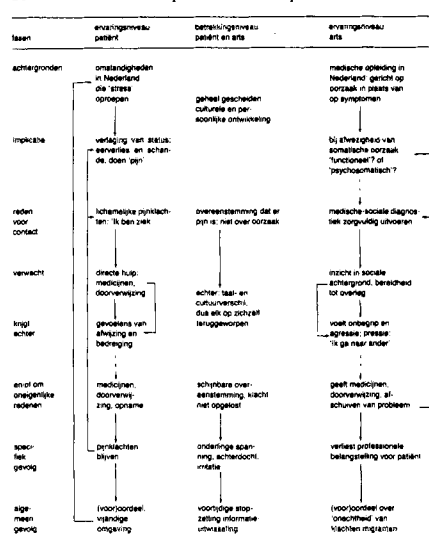 fasen
ervaringsniveau
patiënt
betrekkingsniveau
patiënt en arts
ervaringsniveau
arts
achtergronden
omstandigheden
in Nederland
die 'stress'
oproepen
geheel gescheiden
culturele en per-
soonlijke ontwikkeling
medische opleiding in
Nederland gericht op
oorzaak in plaats van
op symptomen
implicatie
verlaging van status:
eerverlies en schan-
de, doen 'pijn'
bij afwezigheid van
somatische oorzaak
'functioneel'? of
'psychosomatisch'?
reden
voor
contact
lichamelijke pijnklach-
ten: 'Ik ben ziek
overeenstemming dat er
pijn is; niet over oorzaak
medische-sociale diagnos-
tiek zorgvuldig uitvoeren
verwacht
directe hulp:
medicijnen,
doorverwijzing
echter: taal- en
cultuurverschil,
dus elk op zichzelf
teruggeworpen
inzicht in sociale
achtergrond, bereidheid
tot overleg
krijgt
echter
gevoelens van
afwijzing en
bedreiging
voelt onbegrip en
agressie; pressie:
'ik ga naar ander'
en/of om
oneigenlijke
redenen
medicijnen,
doorverwij-
zing, opname
schijnbare over-
eenstemming, klacht
niet opgelost
geeft medicijnen,
doorverwijzing, af-
schuiven van probleem
speci-
fiek
gevolg
pijnklachten
blijven
onderlinge span-
ning, achterdocht,
irritatie
verliest professionele
belangstelling voor patiënt
alge-
meen
gevolg
(voor)oordeel:
vijandige
omgeving
voortijdige stop-
zetting informatie-
uitwisseling
(voor)oordeel over
'onechtheid' van
klachten migranten